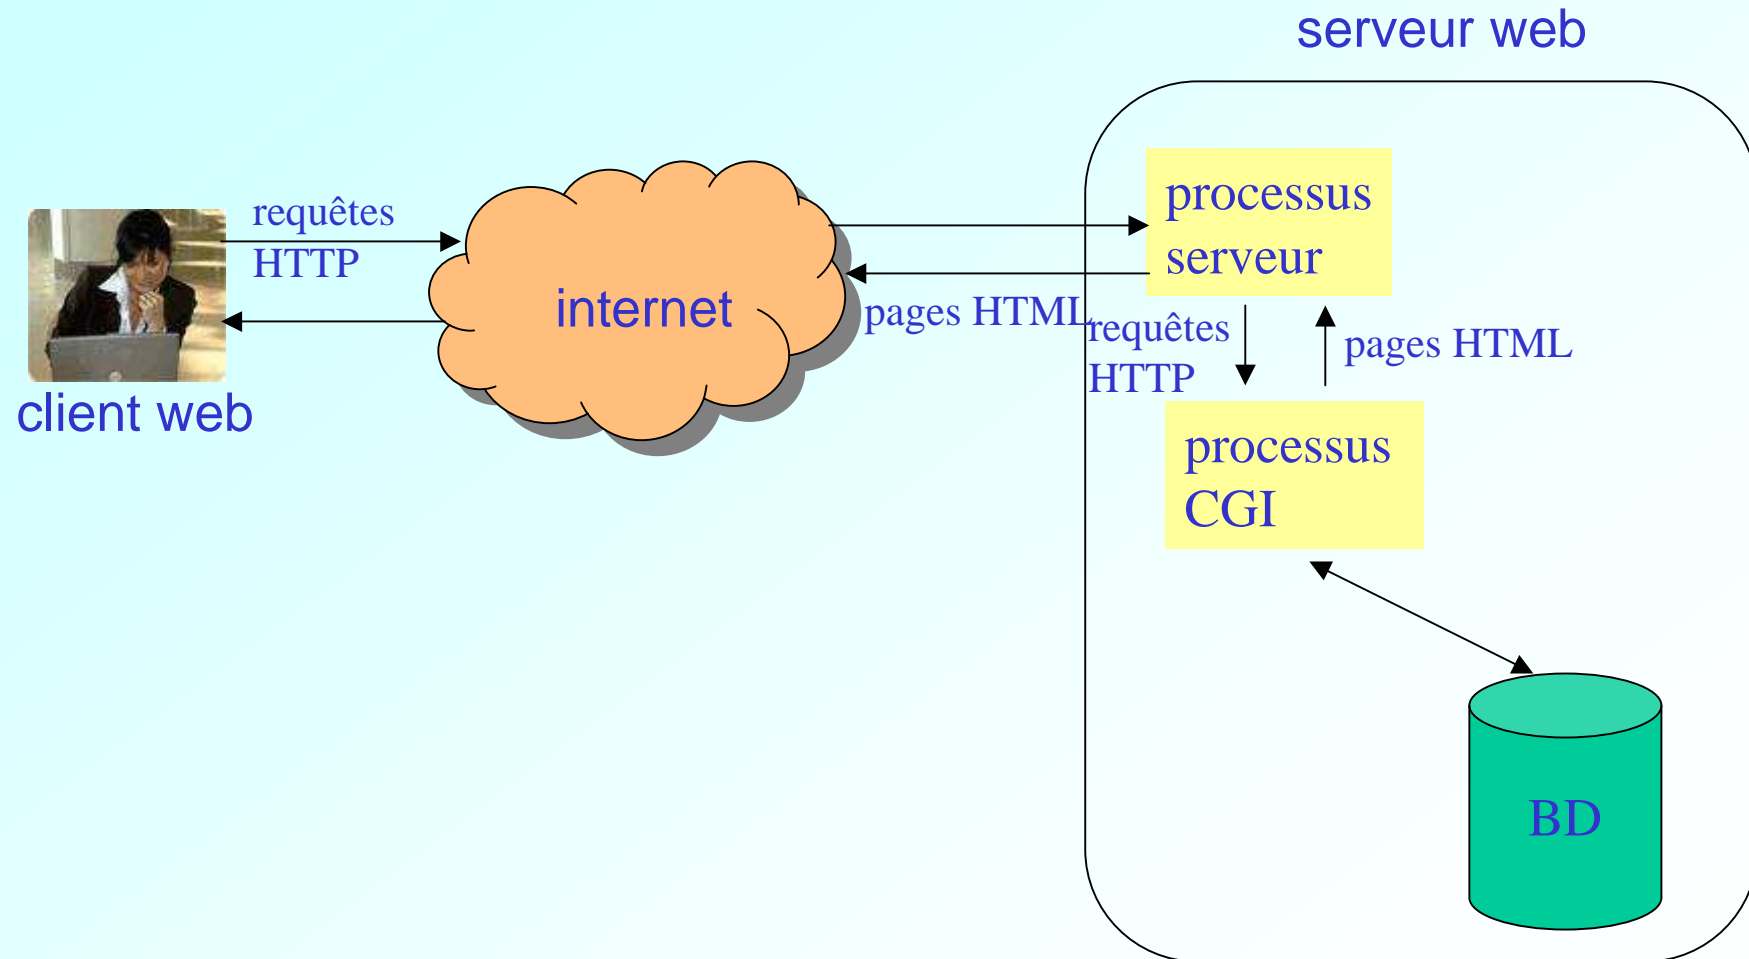 serveur web
requêtes
HTTP
client web
internet
pages HTML
processus
serveur
requêtes
HTTP
pages HTML
processus
CGI
BD